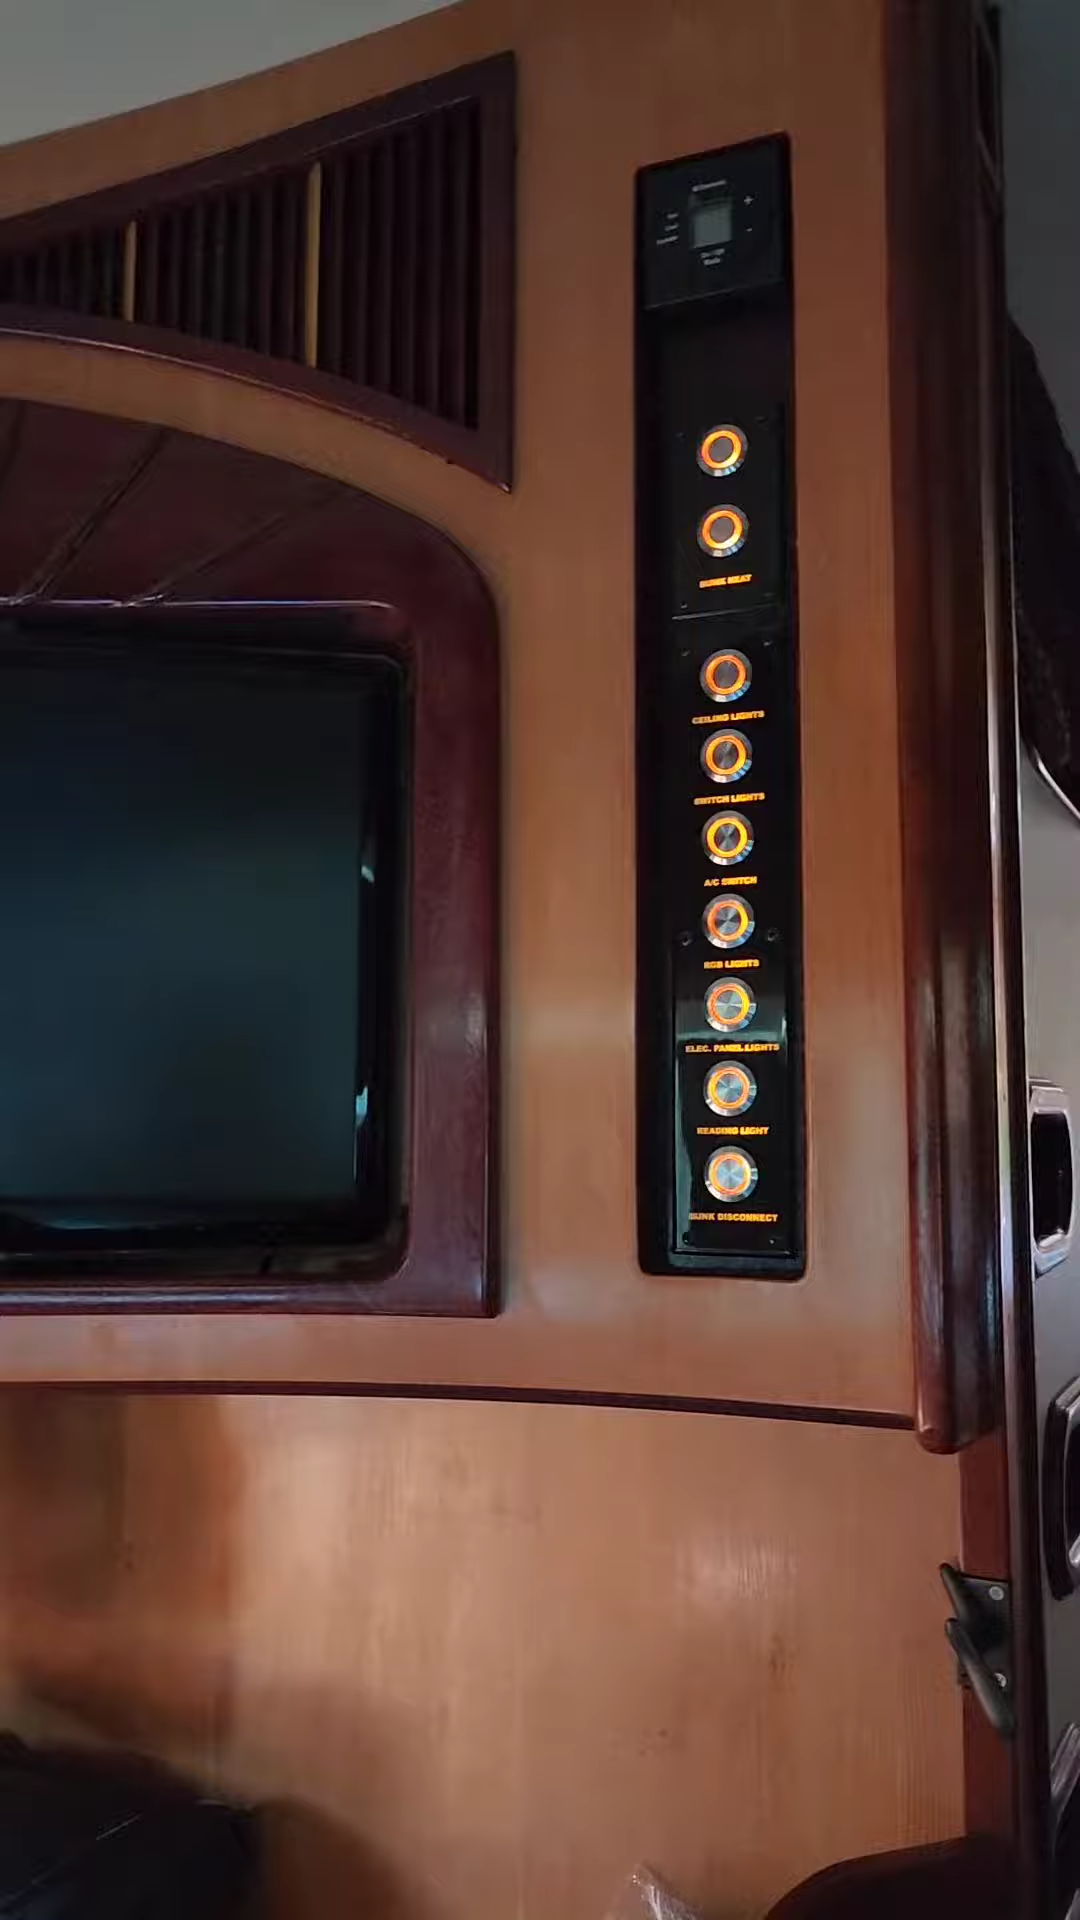 +
-
BUNK HEAT
CEILING LIGHTS
SWITCH LIGHTS
A/C SWITCH
RGB LIGHTS
ELEC. PANEL LIGHTS
READING LIGHT
BUNK DISCONNECT